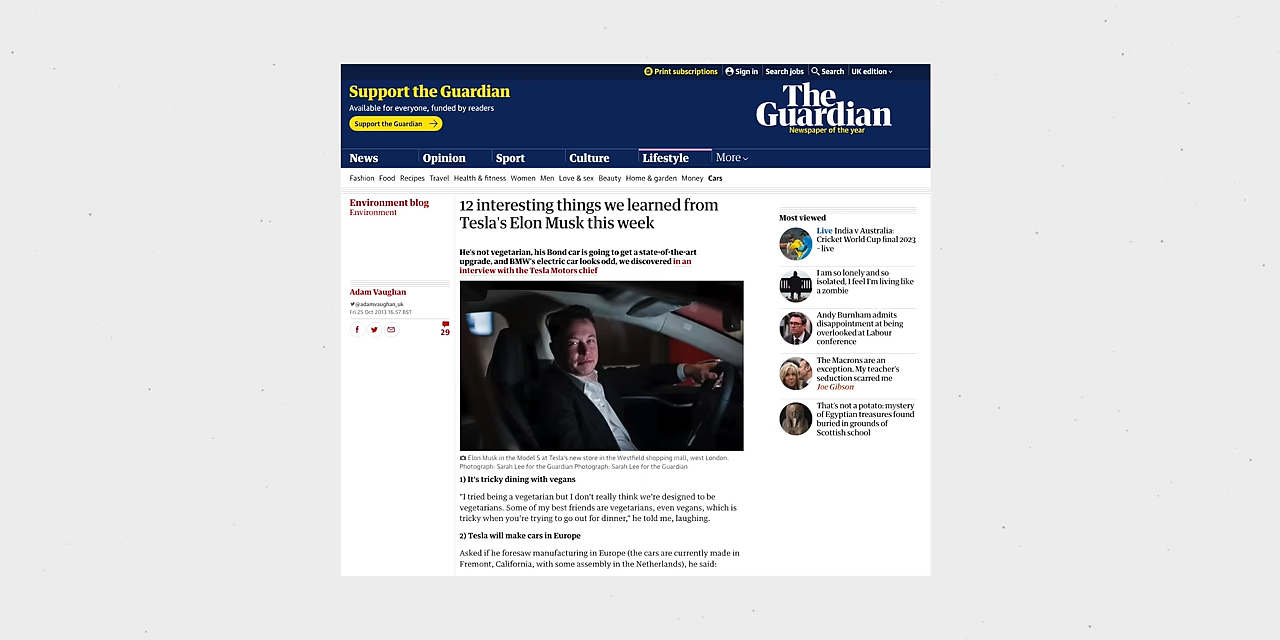 Print subscriptions
Sign in
Search jobs
Search
UK edition
Support the Guardian
Available for everyone, funded by readers
Support the Guardian
The
Guardian
Newspaper of the year
News
Opinion
Sport
Culture
Lifestyle
More
Fashion Food Recipes Travel Health & fitness Women Men Love & sex Beauty Home & garden Money Cars
Environment blog
Environment
12 interesting things we learned from
Tesla's Elon Musk this week
He's not vegetarian, his Bond car is going to get a state-of-the-art
upgrade, and BMW's electric car looks odd, we discovered in an
interview with the Tesla Motors chief
Adam Vaughan
@adamvaughan_uk
Fri 25 Oct 2013 16.57 BST
29
Elon Musk in the Model S at Tesla's new store in the Westfield shopping mall, west London.
Photograph: Sarah Lee for the Guardian Photograph: Sarah Lee for the Guardian
1) It's tricky dining with vegans
"I tried being a vegetarian but I don't really think we're designed to be
vegetarians. Some of my best friends are vegetarians, even vegans, which is
tricky when you're trying to go out for dinner," he told me, laughing.
2) Tesla will make cars in Europe
Asked if he foresaw manufacturing in Europe (the cars are currently made in
Fremont, California, with some assembly in the Netherlands), he said:
Most viewed
Live India v Australia:
Cricket World Cup final 2023
– live
I am so lonely and so
isolated, I feel I'm living like
a zombie
Andy Burnham admits
disappointment at being
overlooked at Labour
conference
The Macrons are an
exception. My teacher's
seduction scarred me
Joe Gibson
That's not a potato: mystery
of Egyptian treasures found
buried in grounds of
Scottish school